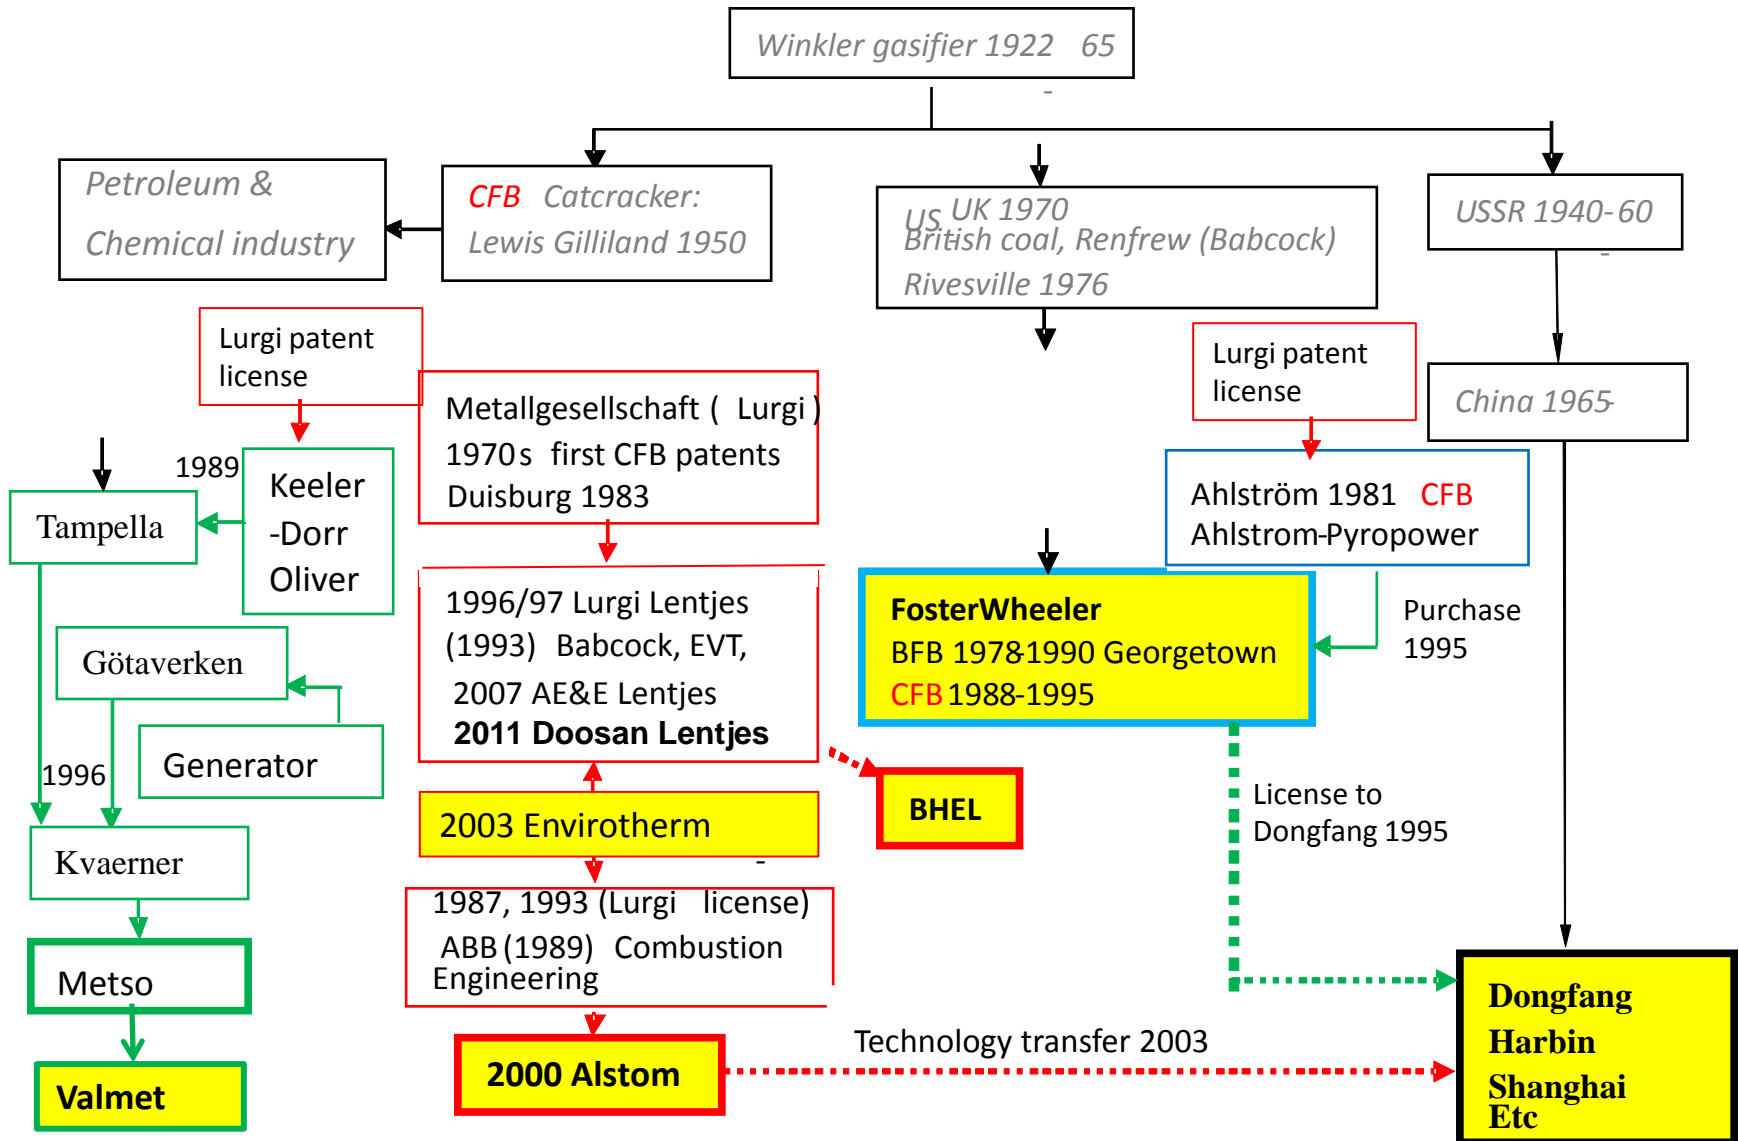 Winkler gasifier 1922 65
-
Petroleum &
Chemical industry
CFB Catcracker:
Lewis Gilliland 1950
US, UK 1970
British coal, Renfrew (Babcock)
Rivesville 1976
USSR 1940-60
-
Lurgi patent
license
Metallgesellschaft ( Lurgi )
1970s first CFB patents
Duisburg 1983
Lurgi patent
license
China 1965-
1989
Keeler
-Dorr
Oliver
Tampella
Ahlström 1981 CFB
Ahlstrom-Pyropower
1996/97 Lurgi Lentjes
(1993) Babcock, EVT,
2007 AE&E Lentjes
2011 Doosan Lentjes
FosterWheeler
BFB 1978-1990 Georgetown
CFB 1988-1995
Purchase
1995
Götaverken
Generator
1996
2003 Envirotherm
-
BHEL
License to
Dongfang 1995
Kvaerner
1987, 1993 (Lurgi license)
ABB (1989) Combustion
Engineering
Metso
Dongfang
Harbin
Shanghai
Etc
Technology transfer 2003
2000 Alstom
Valmet